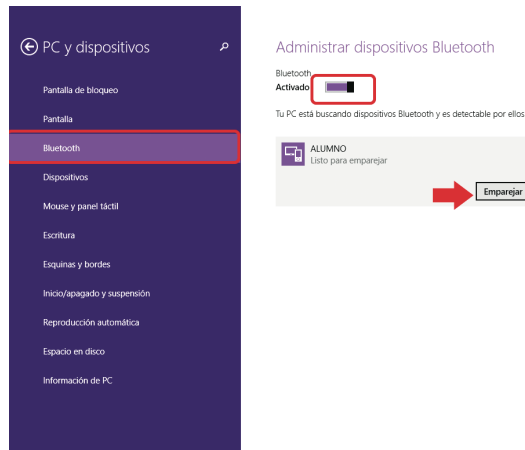 PC y dispositivos
Pantalla de bloqueo
Pantalla
Bluetooth
Dispositivos
Mouse y panel táctil
Escritura
Esquinas y bordes
Inicio/apagado y suspensión
Reproducción automática
Espacio en disco
Información de PC
Administrar dispositivos Bluetooth
Bluetooth
Activado
Tu PC está buscando dispositivos Bluetooth y es detectable por ellos
ALUMNO
Listo para emparejar
Emparejar